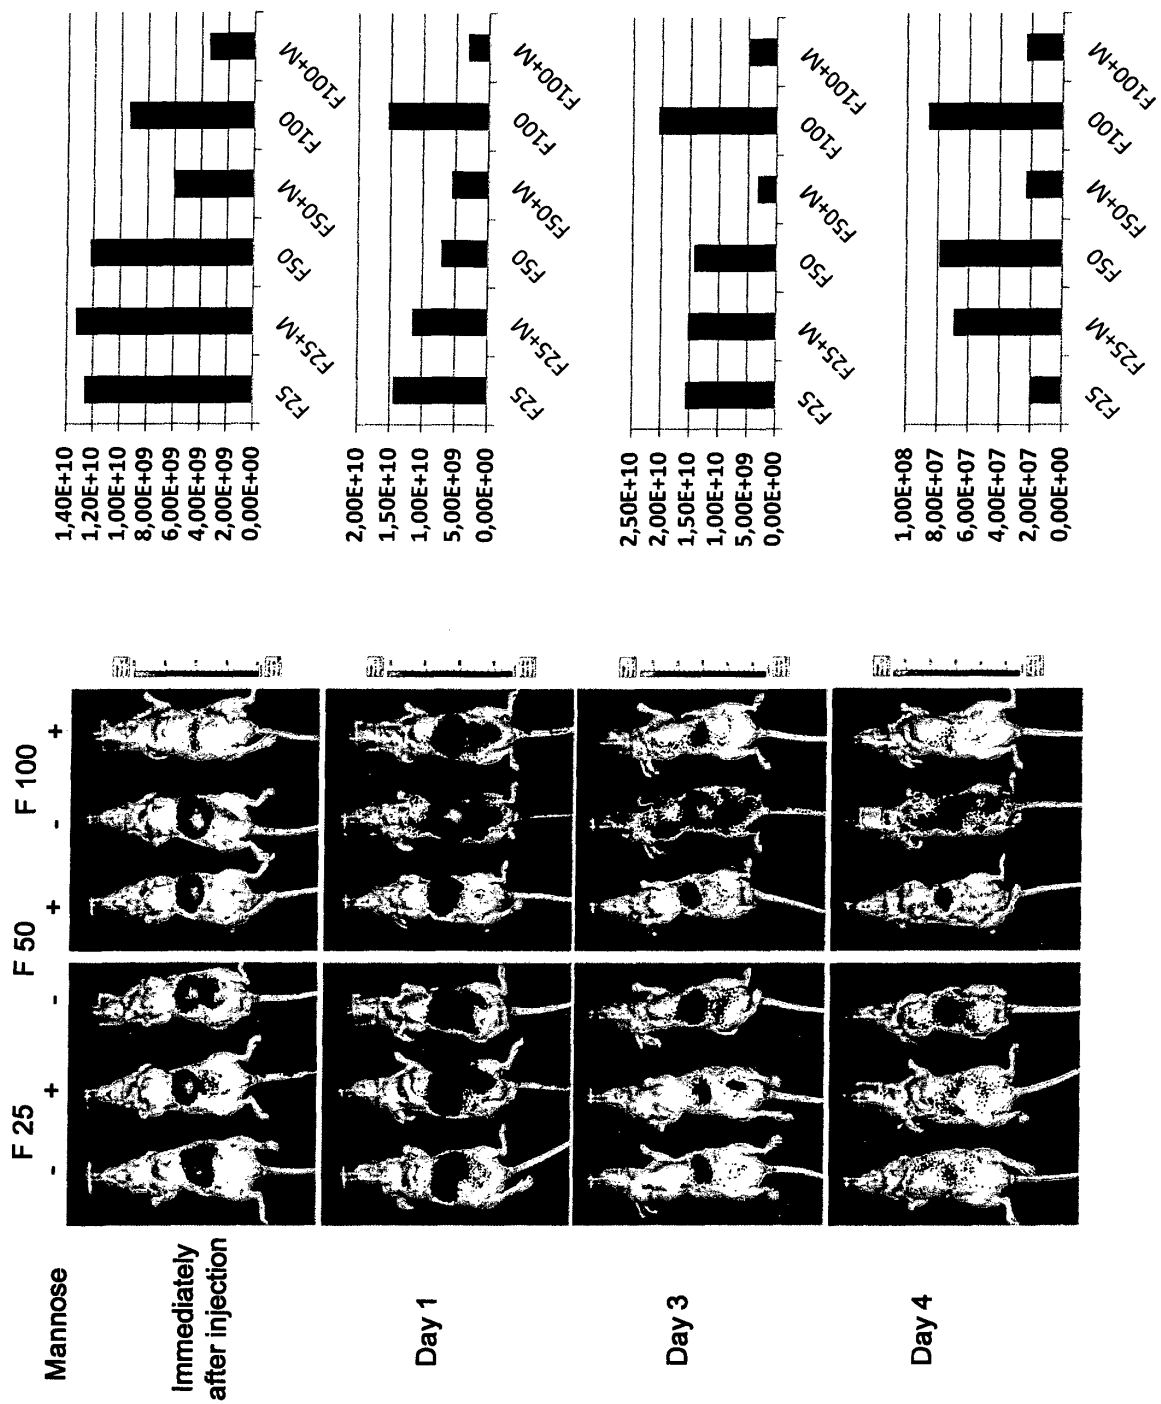 F 25 F 50 F 100
Mannose - + - + - +
Immediately
after injection
1,40E+10
1,20E+10
1,00E+10
8,00E+09
6,00E+09
4,00E+09
2,00E+09
0,00E+00
F25 F25+M F50 F50+M F100 F100+M
Day 1
2,00E+10
1,50E+10
1,00E+10
5,00E+09
0,00E+00
F25 F25+M F50 F50+M F100 F100+M
Day 3
2,50E+10
2,00E+10
1,50E+10
1,00E+10
5,00E+09
0,00E+00
F25 F25+M F50 F50+M F100 F100+M
Day 4
1,00E+08
8,00E+07
6,00E+07
4,00E+07
2,00E+07
0,00E+00
F25 F25+M F50 F50+M F100 F100+M